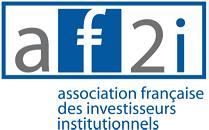 af2i
association française
des investisseurs
institutionnels